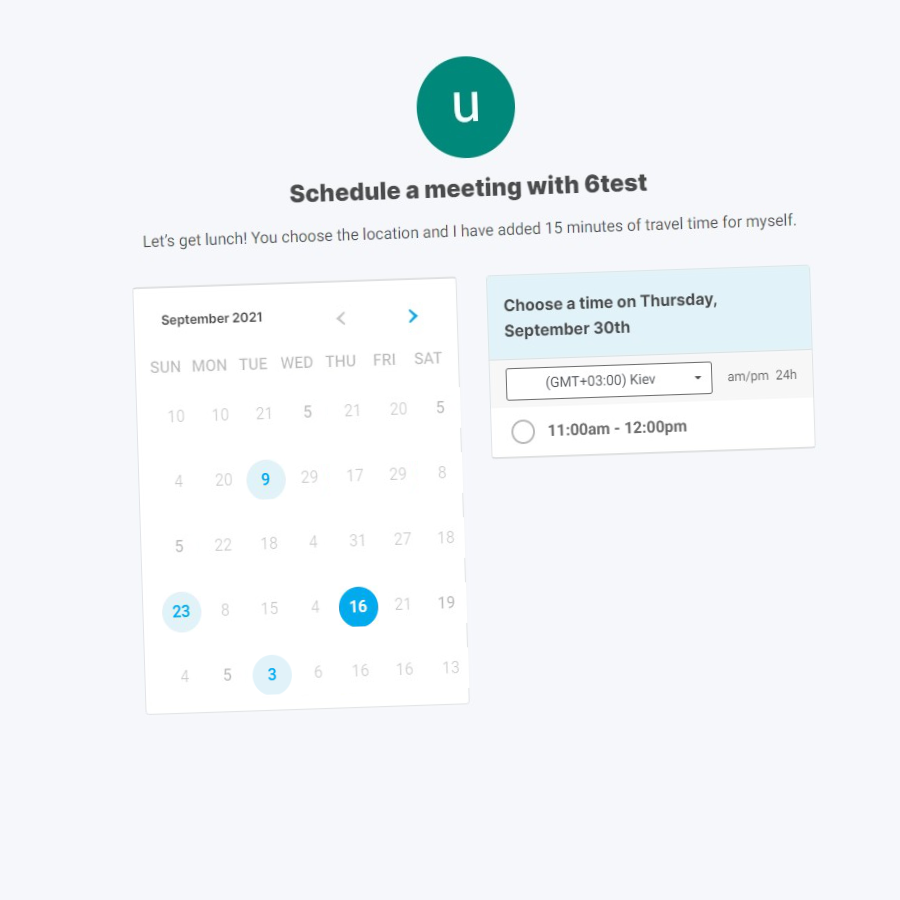 u
Schedule a meeting with 6test
Let's get lunch! You choose the location and I have added 15 minutes of travel time for myself.
September 2021
SUN MON TUE WED THU FRI SAT
10 10 21 5 21 20 5
4 20 9 29 17 29 8
5 22 18 4 31 27 18
23 8 15 4 16 21 19
4 5 3 6 16 16 13
Choose a time on Thursday,
September 30th
(GMT+03:00) Kiev am/pm 24h
11:00am - 12:00pm